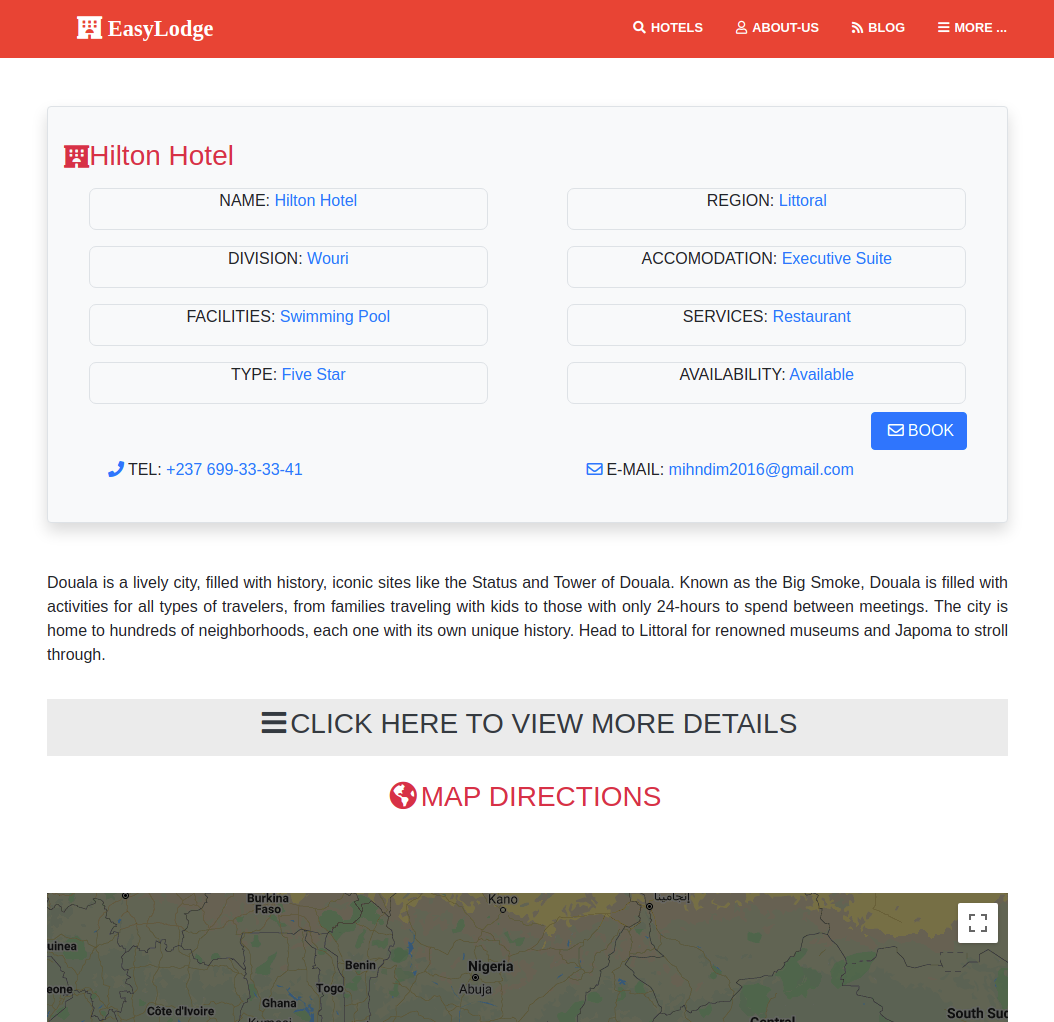 EasyLodge
HOTELS
ABOUT-US
BLOG
MORE ...
Hilton Hotel
NAME: Hilton Hotel
REGION: Littoral
DIVISION: Wouri
ACCOMODATION: Executive Suite
FACILITIES: Swimming Pool
SERVICES: Restaurant
TYPE: Five Star
AVAILABILITY: Available
BOOK
TEL: +237 699-33-33-41
E-MAIL: mihndim2016@gmail.com
Douala is a lively city, filled with history, iconic sites like the Status and Tower of Douala. Known as the Big Smoke, Douala is filled with
activities for all types of travelers, from families traveling with kids to those with only 24-hours to spend between meetings. The city is
home to hundreds of neighborhoods, each one with its own unique history. Head to Littoral for renowned museums and Japoma to stroll
through.
CLICK HERE TO VIEW MORE DETAILS
MAP DIRECTIONS
Burkina
Faso
Kano
إنجامينا
uinea
Benin
Nigeria
Abuja
eone
Togo
Ghana
Côte d'Ivoire
Kumasi
Central
South Suc